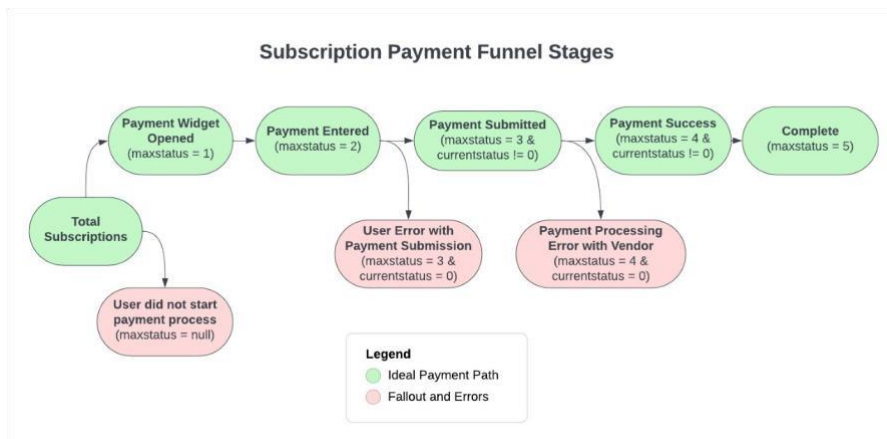 Subscription Payment Funnel Stages
Payment Widget
Opened
(maxstatus = 1)
Payment Entered
(maxstatus = 2)
Payment Submitted
(maxstatus = 3 &
currentstatus != 0)
Payment Success
(maxstatus = 4 &
currentstatus != 0)
Complete
(maxstatus = 5)
Total
Subscriptions
User Error with
Payment Submission
(maxstatus = 3 &
currentstatus = 0)
Payment Processing
Error with Vendor
(maxstatus = 4 &
currentstatus = 0)
User did not start
payment process
(maxstatus = null)
Legend
Ideal Payment Path
Fallout and Errors